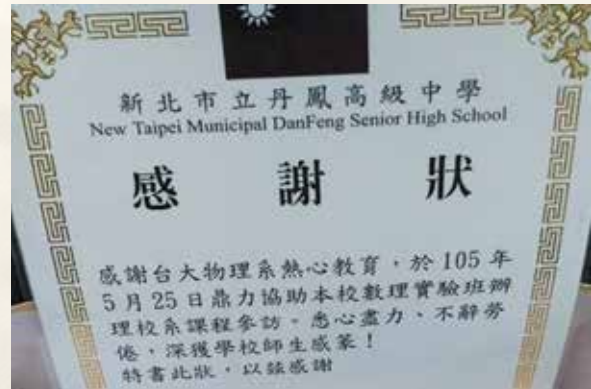 新北市立丹鳳高級中學
New Taipei Municipal DanFeng Senior High School
感謝狀
感謝台大物理系熱心教育，於105年
5月25日鼎力協助本校數理實驗班辦
理校系課程參訪。悉心盡力、不辭勞
倦，深獲學校師生感篆！
特書此狀，以茲感謝